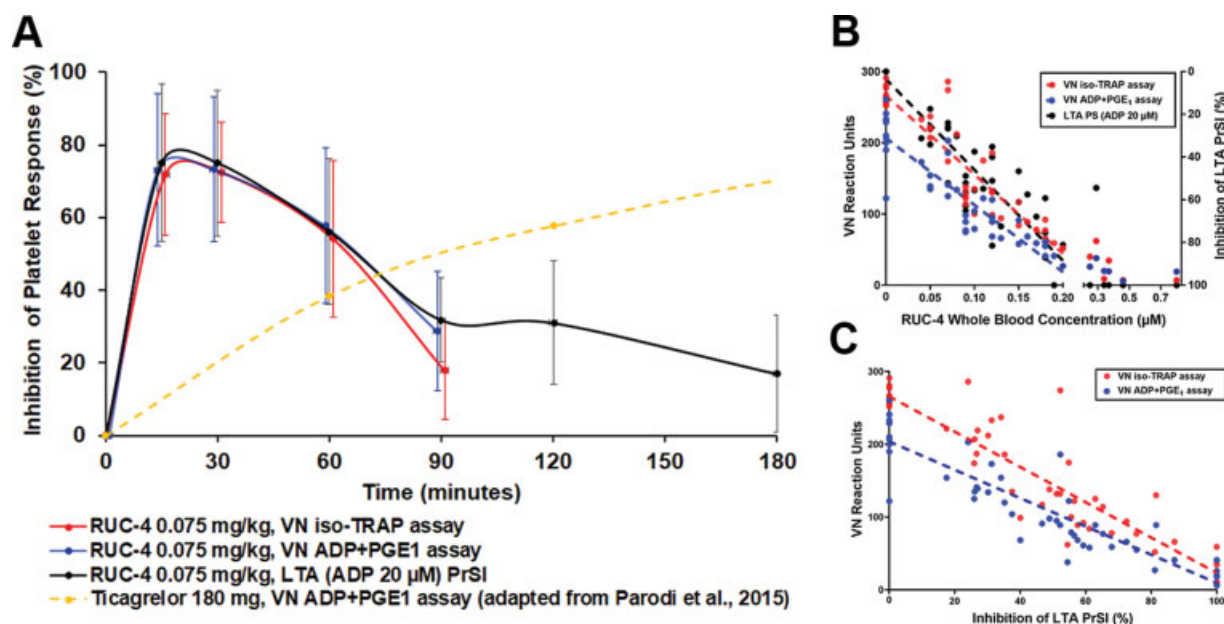 A
Inhibition of Platelet Response (%)
100
80
60
40
20
0
0 30 60 90 120 150 180
Time (minutes)
RUC-4 0.075 mg/kg, VN iso-TRAP assay
RUC-4 0.075 mg/kg, VN ADP+PGE1 assay
RUC-4 0.075 mg/kg, LTA (ADP 20 μM) PrSI
Ticagrelor 180 mg, VN ADP+PGE1 assay (adapted from Parodi et al., 2015)
B
VN iso-TRAP assay
VN ADP+PGE₁ assay
LTA PS (ADP 20 μM)
VN Reaction Units
300
200
100
0
Inhibition of LTA PrSI (%)
0
20
40
60
80
100
0 0.05 0.10 0.15 0.20 0.3 0.5 0.7
RUC-4 Whole Blood Concentration (μM)
C
VN iso-TRAP assay
VN ADP+PGE₁ assay
VN Reaction Units
300
200
100
0
0 20 40 60 80 100
Inhibition of LTA PrSI (%)